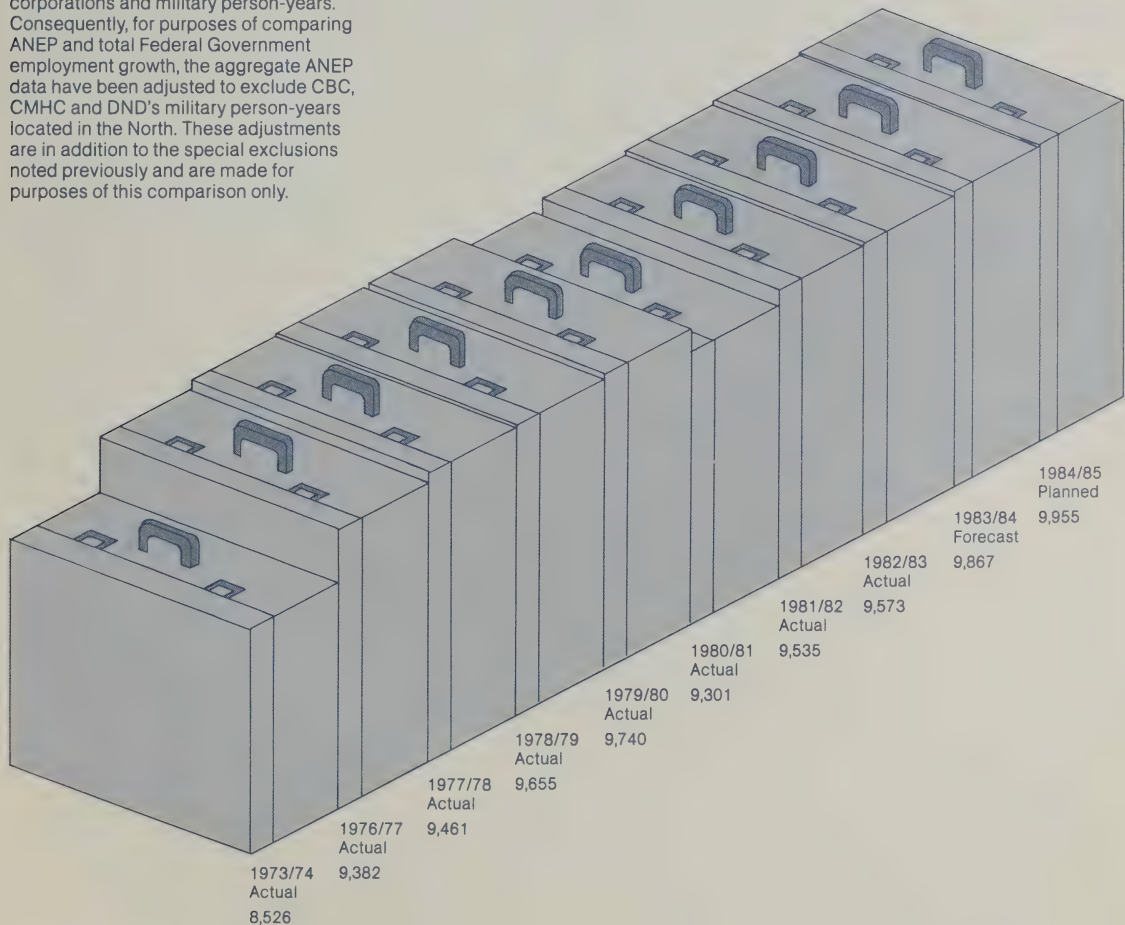 corporations and military person-years.
Consequently, for purposes of comparing
ANEP and total Federal Government
employment growth, the aggregate ANEP
data have been adjusted to exclude CBC,
CMHC and DND's military person-years
located in the North. These adjustments
are in addition to the special exclusions
noted previously and are made for
purposes of this comparison only.
1973/74
Actual
8,526
1976/77
Actual
9,382
1977/78
Actual
9,461
1978/79
Actual
9,655
1979/80
Actual
9,740
1980/81
Actual
9,301
1981/82
Actual
9,535
1982/83
Actual
9,573
1983/84
Forecast
9,867
1984/85
Planned
9,955